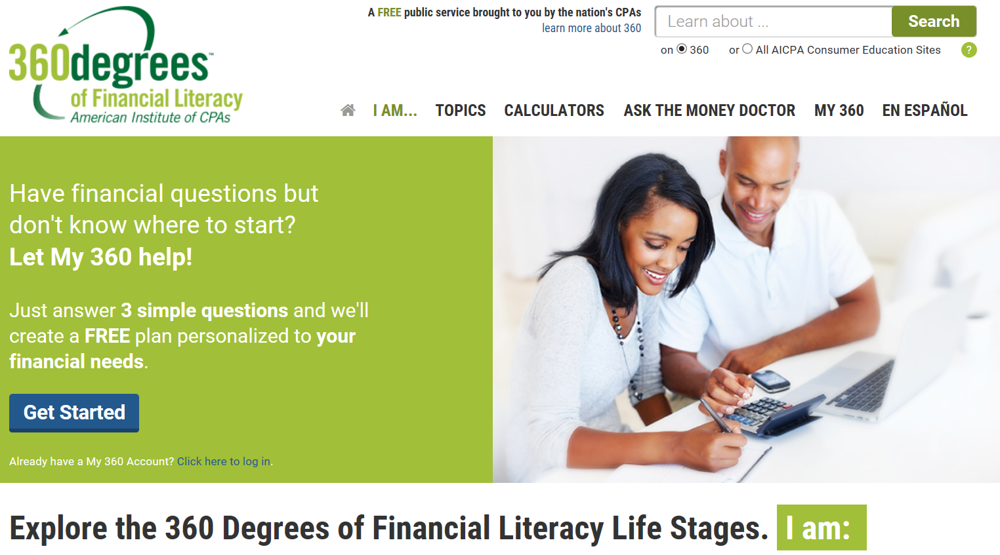 360degrees™
of Financial Literacy
American Institute of CPAs
A FREE public service brought to you by the nation's CPAs
learn more about 360
Learn about ...
Search
on 360 or All AICPA Consumer Education Sites ?
I AM... TOPICS CALCULATORS ASK THE MONEY DOCTOR MY 360 EN ESPAÑOL
Have financial questions but
don't know where to start?
Let My 360 help!
Just answer 3 simple questions and we'll
create a FREE plan personalized to your
financial needs.
Get Started
Already have a My 360 Account? Click here to log in.
Explore the 360 Degrees of Financial Literacy Life Stages. I am: